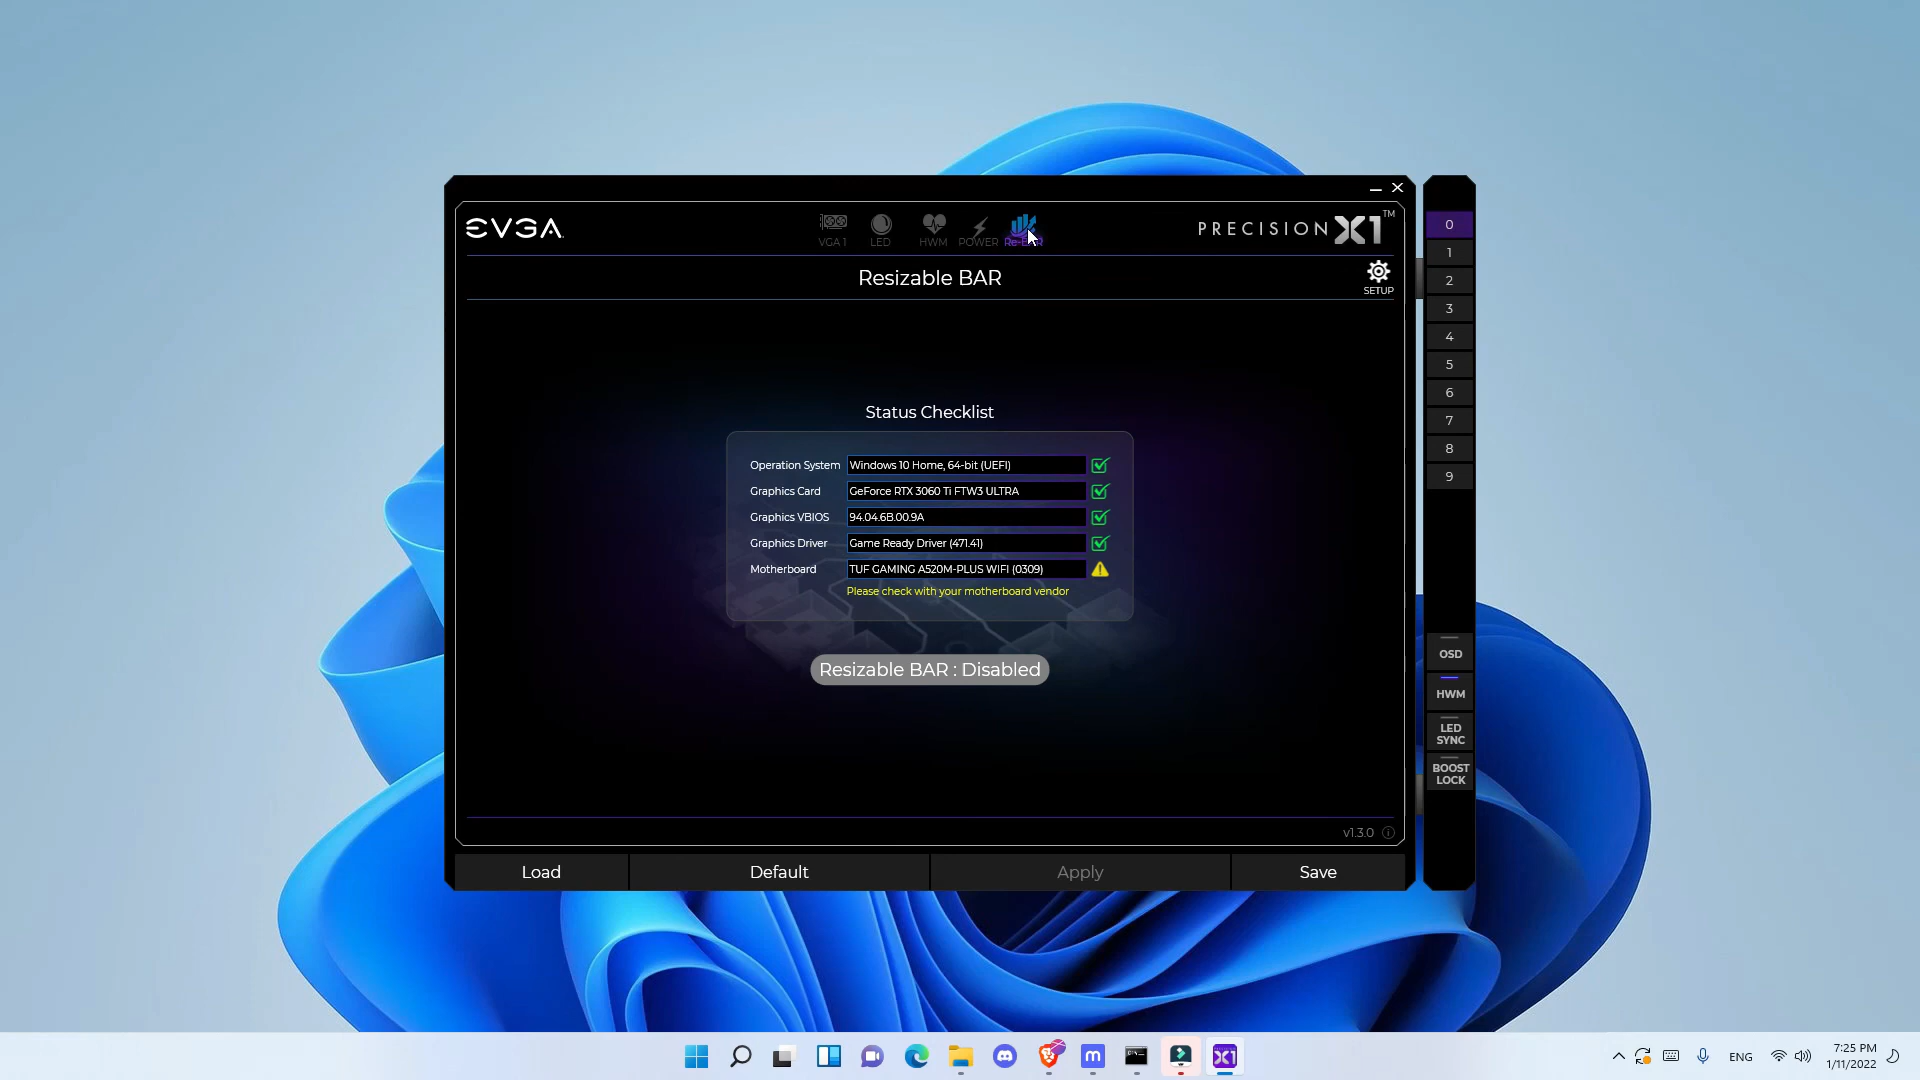 EVGA
VGA 1
LED
HWM
POWER
Re-BAR
PRECISION X1™
Resizable BAR
SETUP
Status Checklist
Operation System Windows 10 Home, 64-bit (UEFI)
Graphics Card GeForce RTX 3060 Ti FTW3 ULTRA
Graphics VBIOS 94.04.6B.00.9A
Graphics Driver Game Ready Driver (471.41)
Motherboard TUF GAMING A520M-PLUS WIFI (0309)
Please check with your motherboard vendor
Resizable BAR : Disabled
v1.3.0
Load
Default
Apply
Save
0
1
2
3
4
5
6
7
8
9
OSD
HWM
LED
SYNC
BOOST
LOCK
X1
ENG
7:25 PM
1/11/2022